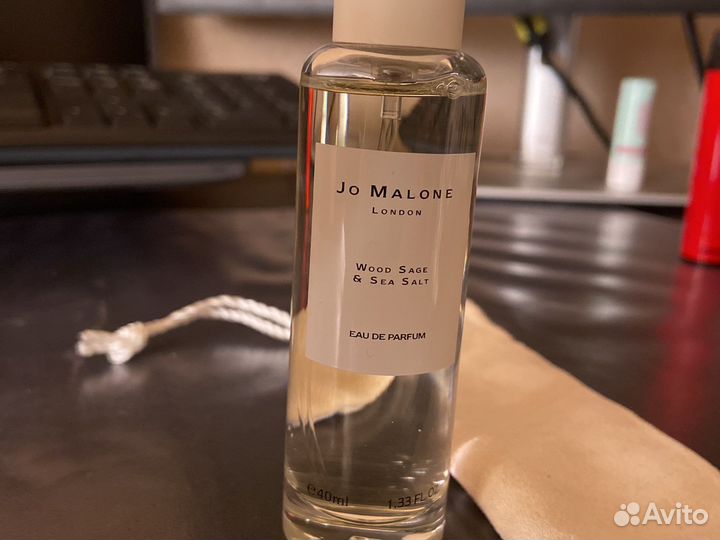 JO MALONE
LONDON
WOOD SAGE
& SEA SALT
EAU DE PARFUM
℮40ml 1.33 FL OZ
Avito